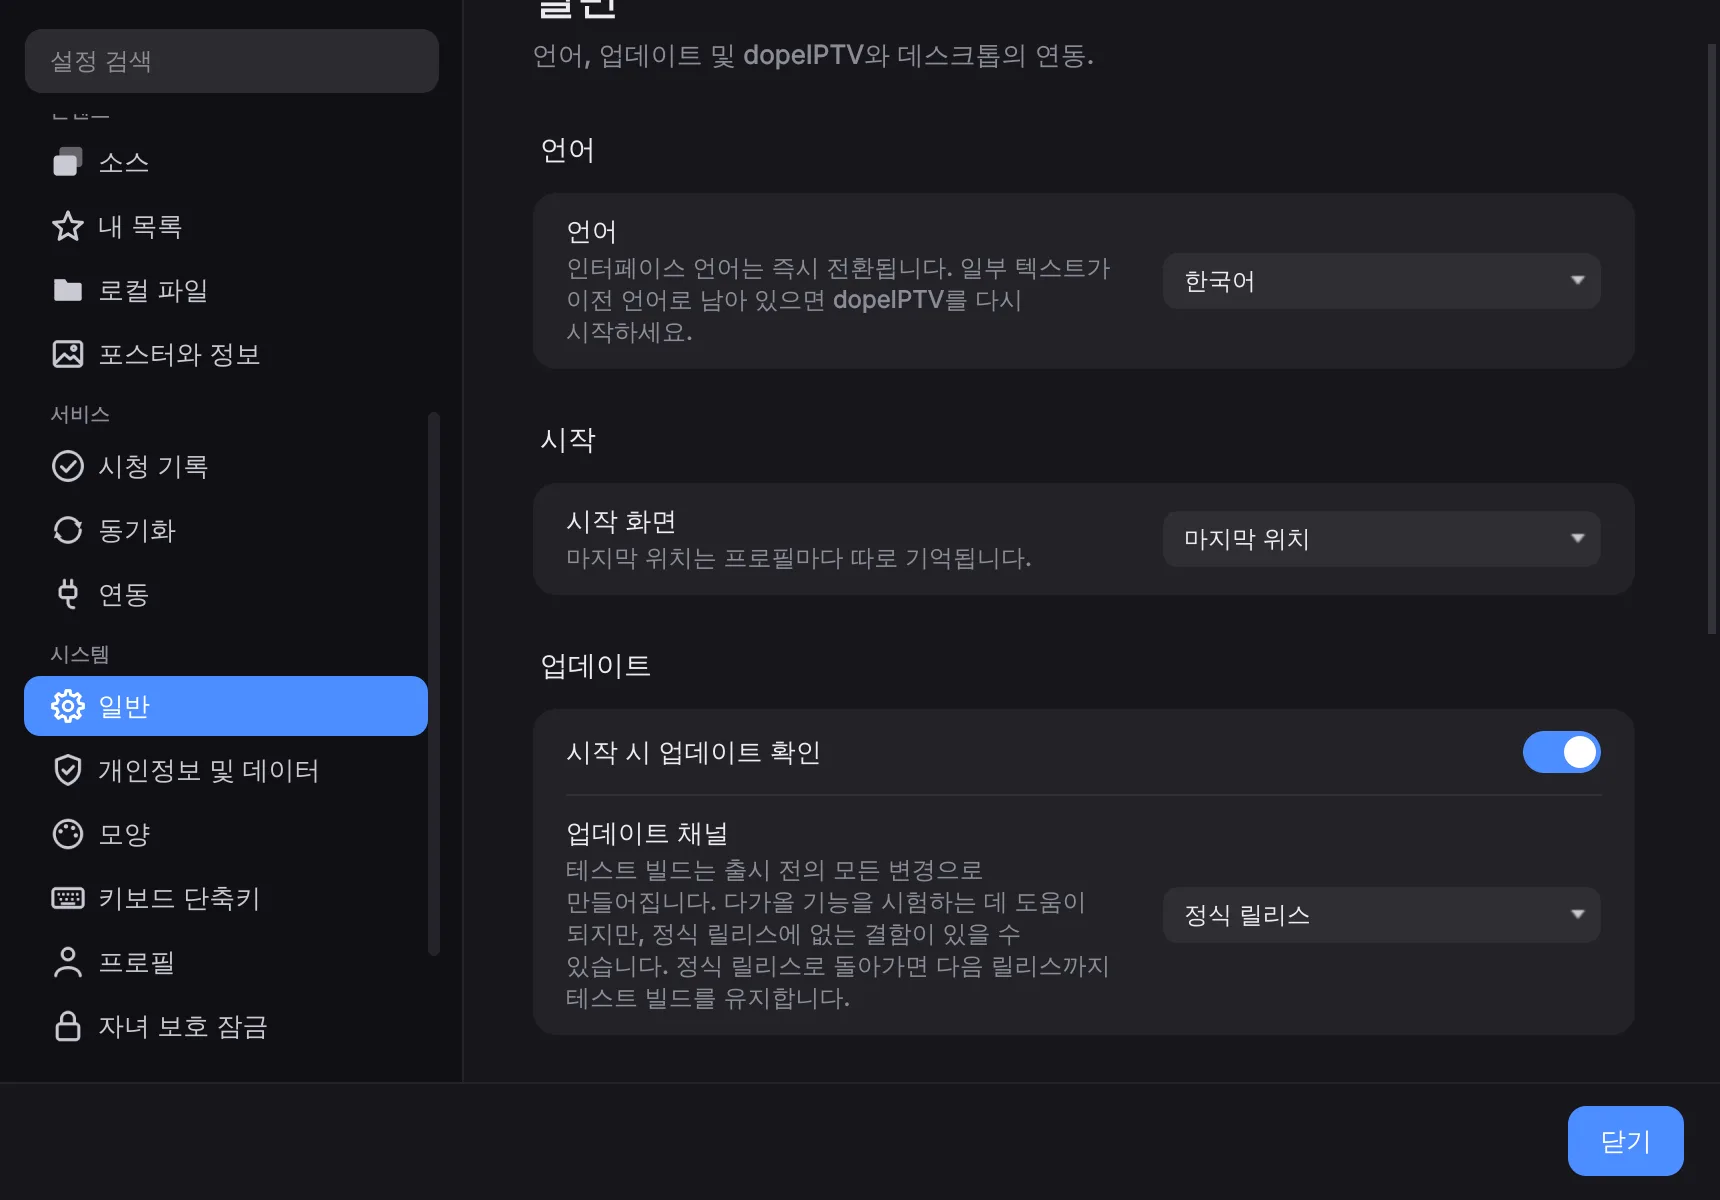 설정 검색
소스
내 목록
로컬 파일
포스터와 정보
서비스
시청 기록
동기화
연동
시스템
일반
개인정보 및 데이터
모양
키보드 단축키
프로필
자녀 보호 잠금
일반
언어, 업데이트 및 dopeIPTV와 데스크톱의 연동.
언어
언어
인터페이스 언어는 즉시 전환됩니다. 일부 텍스트가
이전 언어로 남아 있으면 dopeIPTV를 다시
시작하세요.
한국어
시작
시작 화면
마지막 위치는 프로필마다 따로 기억됩니다.
마지막 위치
업데이트
시작 시 업데이트 확인
업데이트 채널
테스트 빌드는 출시 전의 모든 변경으로
만들어집니다. 다가올 기능을 시험하는 데 도움이
되지만, 정식 릴리스에 없는 결함이 있을 수
있습니다. 정식 릴리스로 돌아가면 다음 릴리스까지
테스트 빌드를 유지합니다.
정식 릴리스
닫기